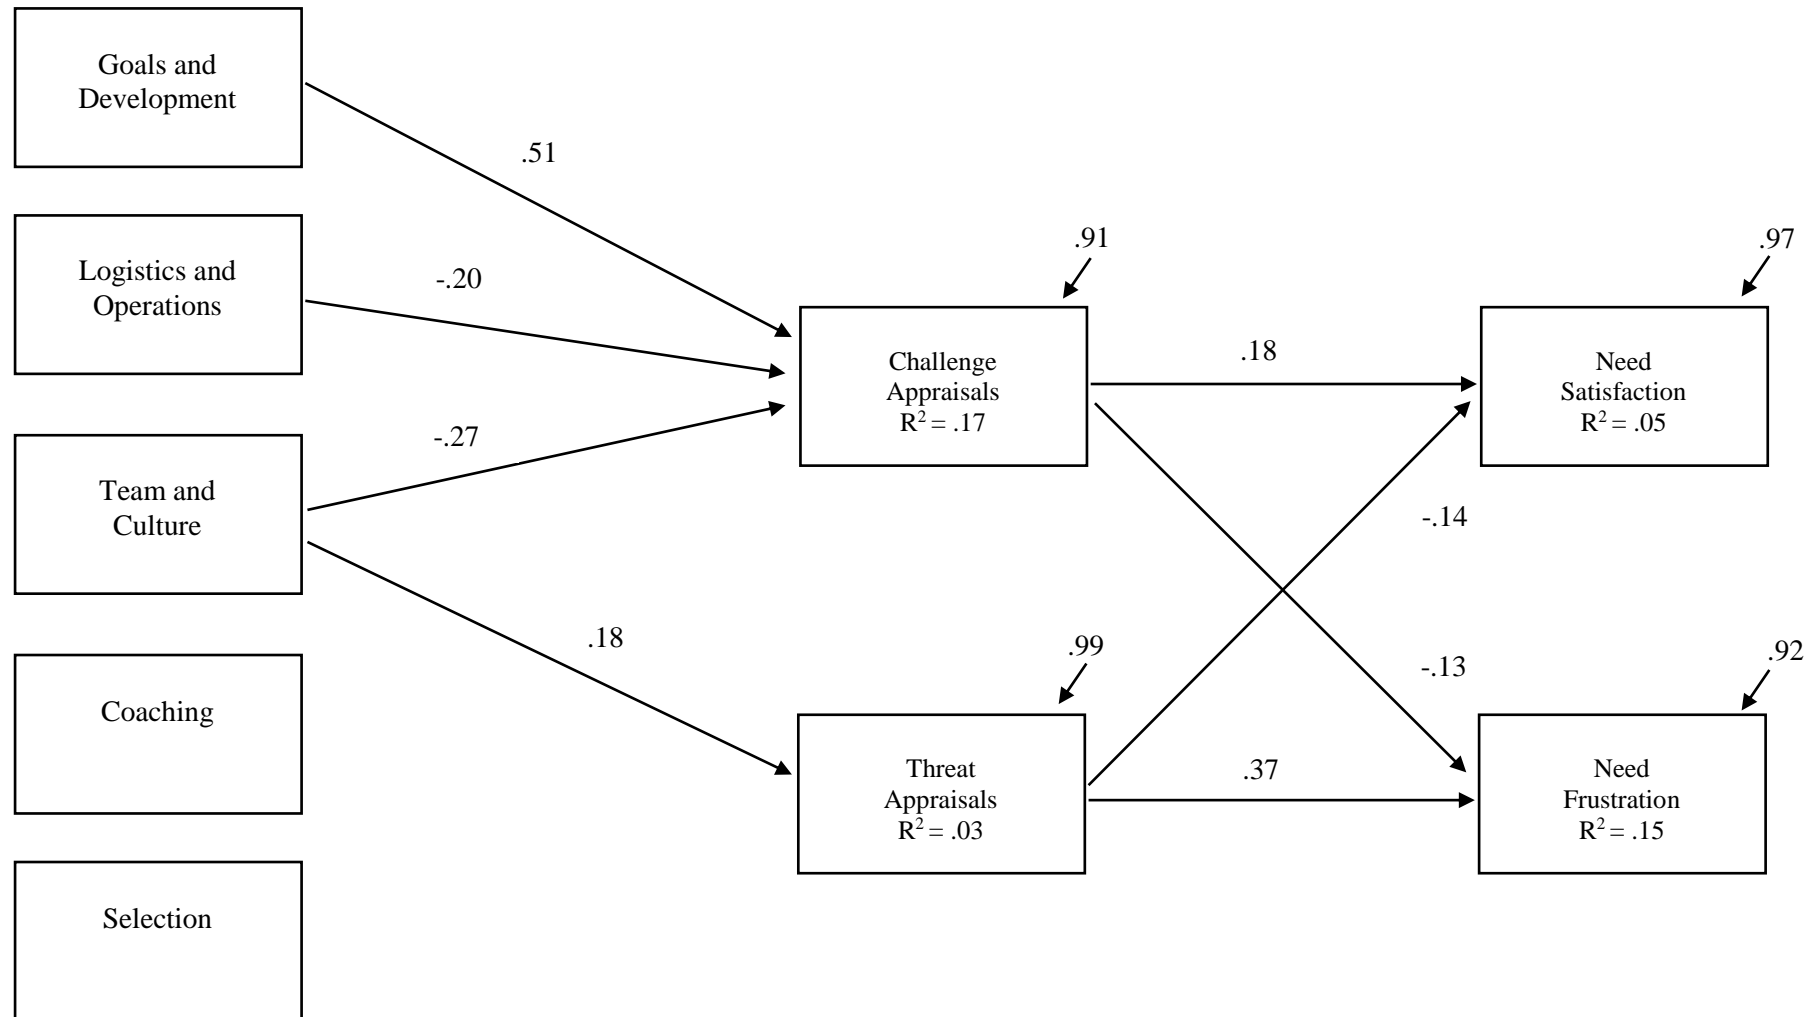 Goals and
Development
.51
Logistics and
Operations
-.20
.91
.97
Challenge
Appraisals
R² = .17
.18
Need
Satisfaction
R² = .05
Team and
Culture
-.27
-.14
.18
.99
-.13
.92
Coaching
Threat
Appraisals
R² = .03
.37
Need
Frustration
R² = .15
Selection